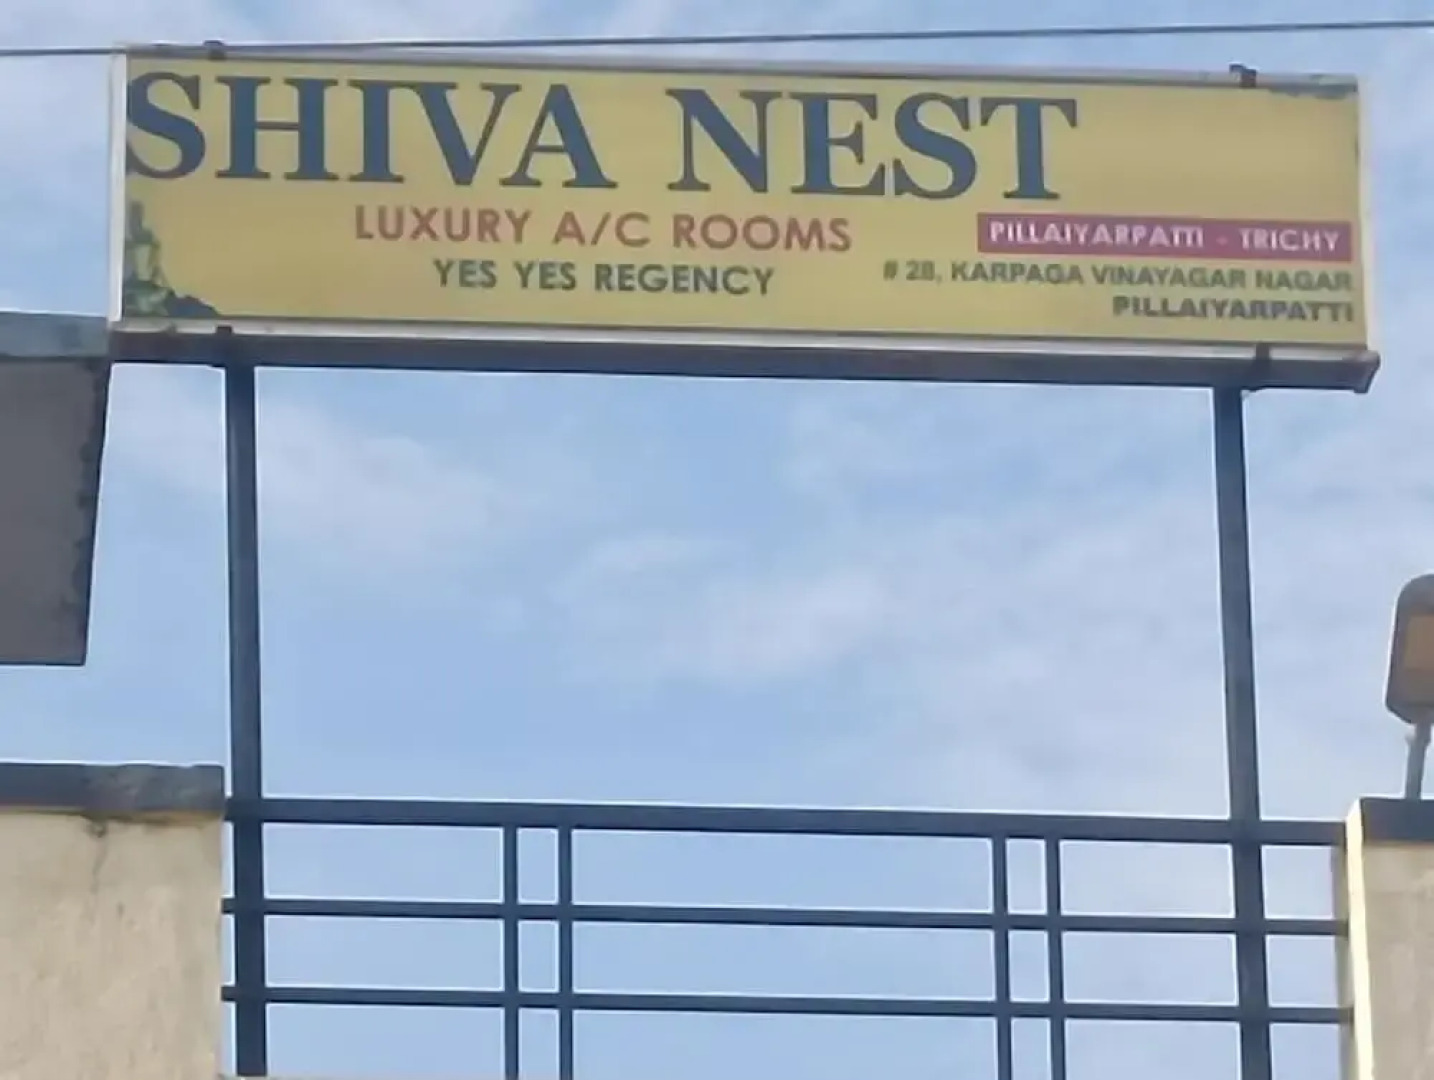 SHIVA NEST
LUXURY A/C ROOMS
YES YES REGENCY
PILLAIYARPATTI - TRICHY
# 28, KARPAGA VINAYAGAR NAGAR
PILLAIYARPATTI